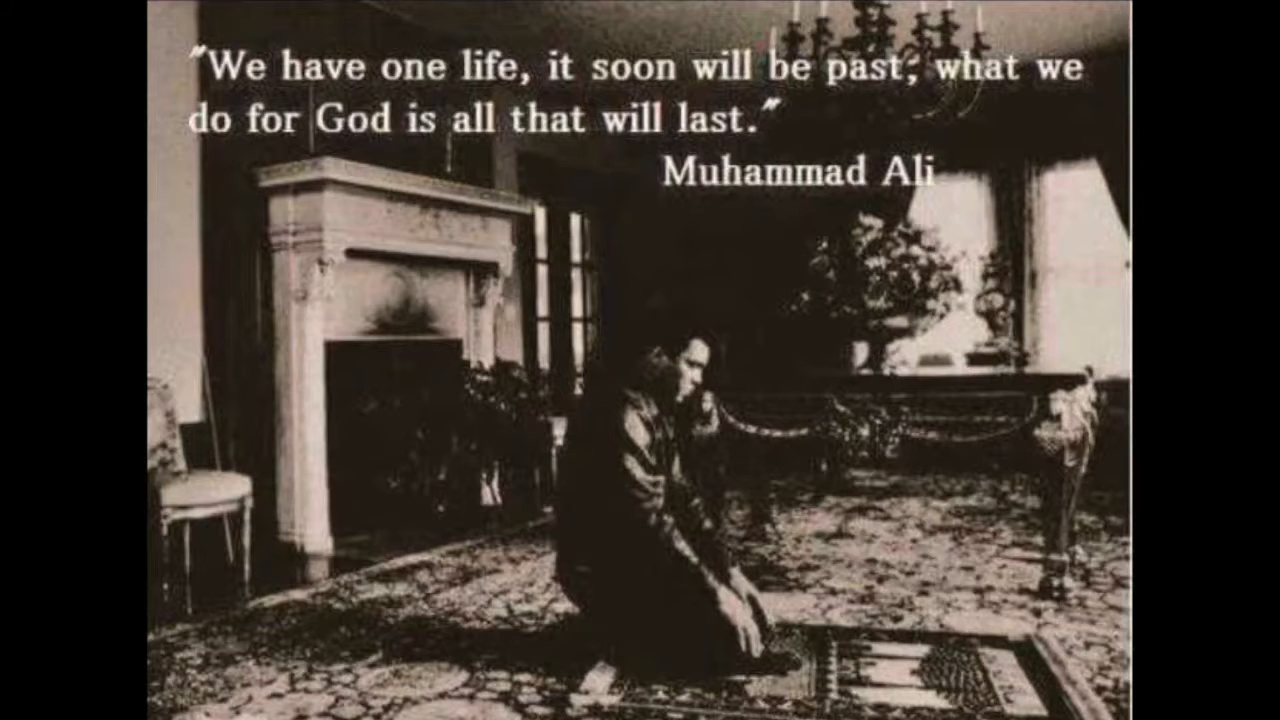 "We have one life, it soon will be past, what we
do for God is all that will last."
Muhammad Ali